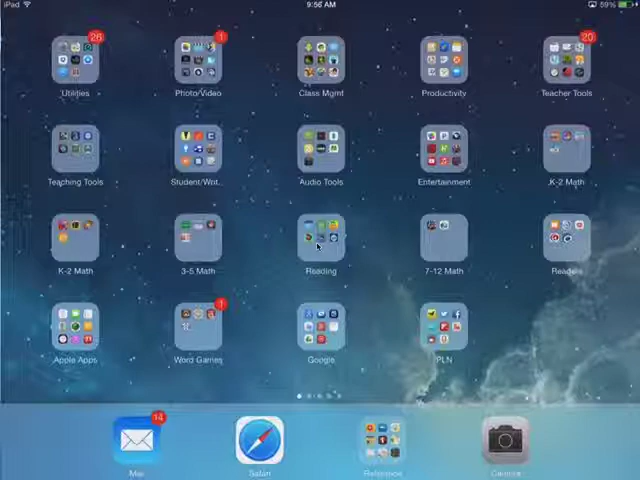 iPad 9:56 AM 59%
26 1 20
Utilities Photo/Video Class Mgmt Productivity Teacher Tools
Teaching Tools Student/Writ... Audio Tools Entertainment K-2 Math
K-2 Math 3-5 Math Reading 7-12 Math Readers
1
Apple Apps Word Games Google PLN
14
Mail Safari Reference Camera